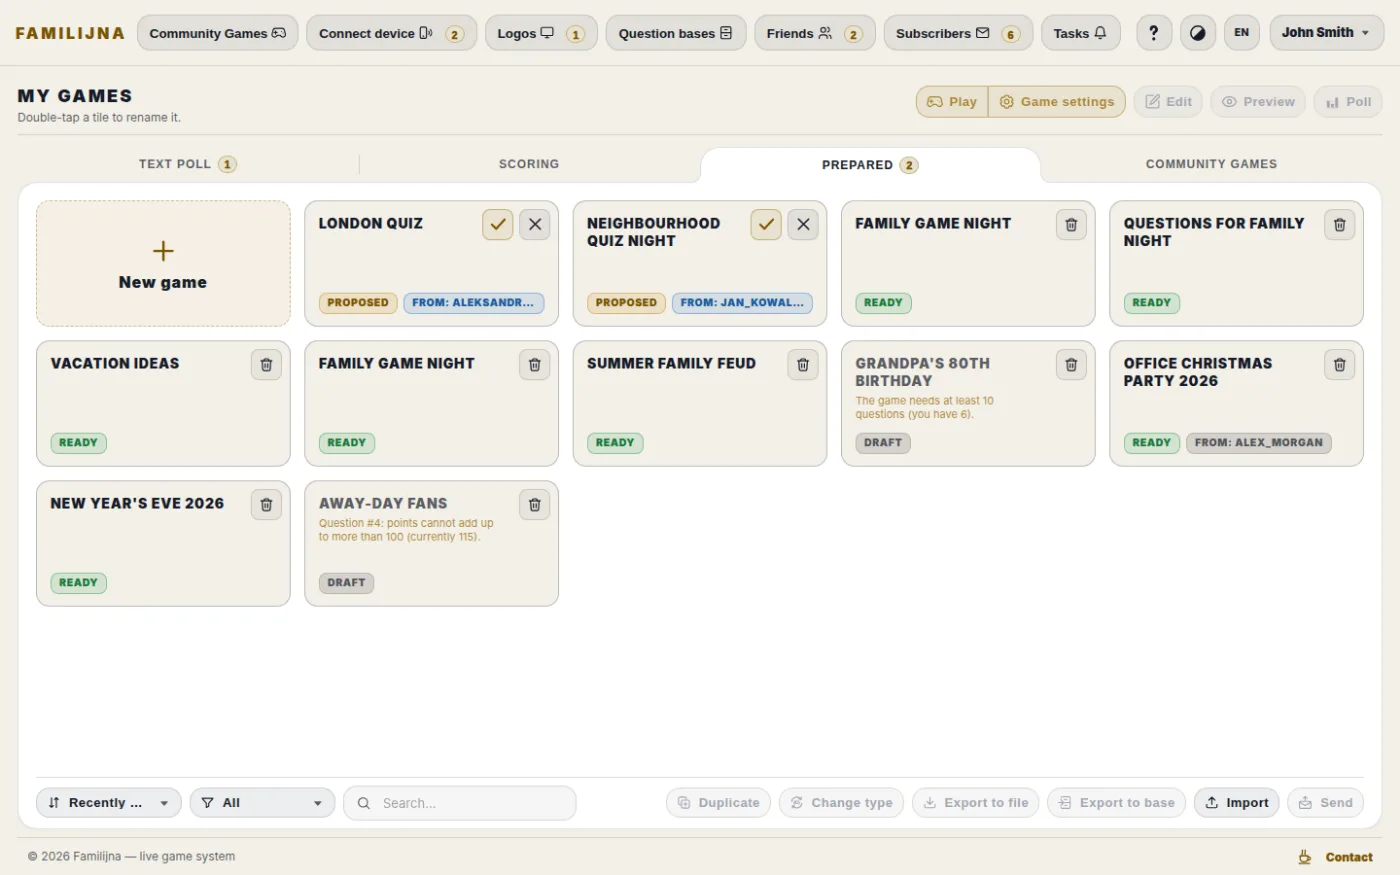 FAMILIJNA
Community Games
Connect device 2
Logos 1
Question bases
Friends 2
Subscribers 6
Tasks
?
EN
John Smith
MY GAMES
Double-tap a tile to rename it.
Play
Game settings
Edit
Preview
Poll
TEXT POLL 1
SCORING
PREPARED 2
COMMUNITY GAMES
New game
LONDON QUIZ
PROPOSED
FROM: ALEKSANDR...
NEIGHBOURHOOD
QUIZ NIGHT
PROPOSED
FROM: JAN_KOWAL...
FAMILY GAME NIGHT
READY
QUESTIONS FOR FAMILY
NIGHT
READY
VACATION IDEAS
READY
FAMILY GAME NIGHT
READY
SUMMER FAMILY FEUD
READY
GRANDPA'S 80TH
BIRTHDAY
The game needs at least 10
questions (you have 6).
DRAFT
OFFICE CHRISTMAS
PARTY 2026
READY
FROM: ALEX_MORGAN
NEW YEAR'S EVE 2026
READY
AWAY-DAY FANS
Question #4: points cannot add up
to more than 100 (currently 115).
DRAFT
Recently ...
All
Search...
Duplicate
Change type
Export to file
Export to base
Import
Send
© 2026 Familijna — live game system
Contact